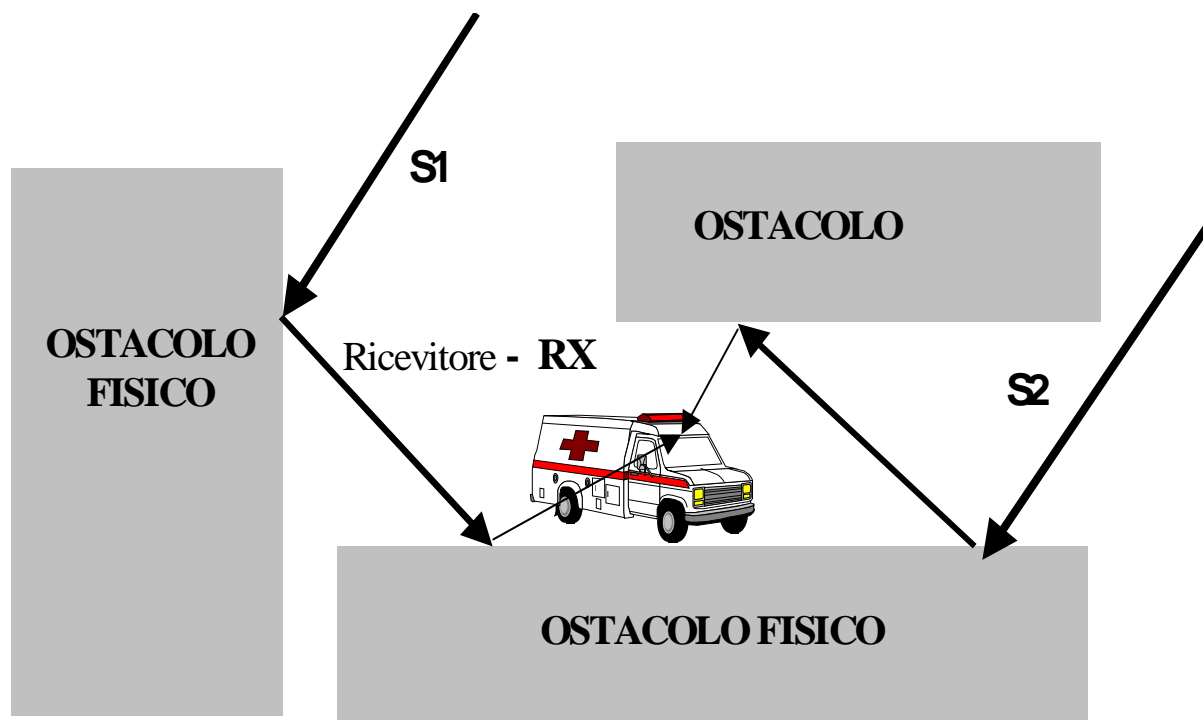 S1
OSTACOLO
OSTACOLO
FISICO
Ricevitore - RX
S2
OSTACOLO FISICO